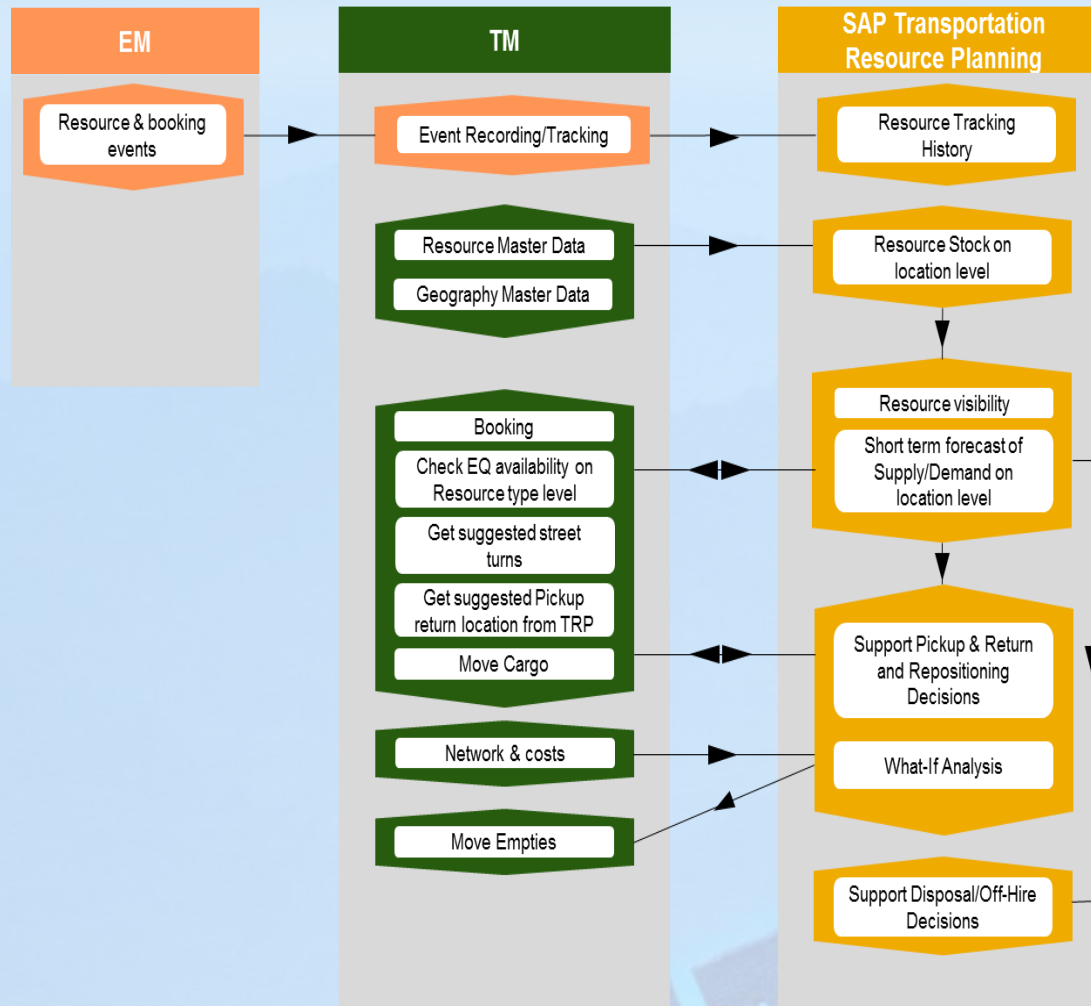 EM
Resource & booking
events
TM
Event Recording/Tracking
Resource Master Data
Geography Master Data
Booking
Check EQ availability on
Resource type level
Get suggested street
turns
Get suggested Pickup
return location from TRP
Move Cargo
Network & costs
Move Empties
SAP Transportation
Resource Planning
Resource Tracking
History
Resource Stock on
location level
Resource visibility
Short term forecast of
Supply/Demand on
location level
Support Pickup & Return
and Repositioning
Decisions
What-If Analysis
Support Disposal/Off-Hire
Decisions